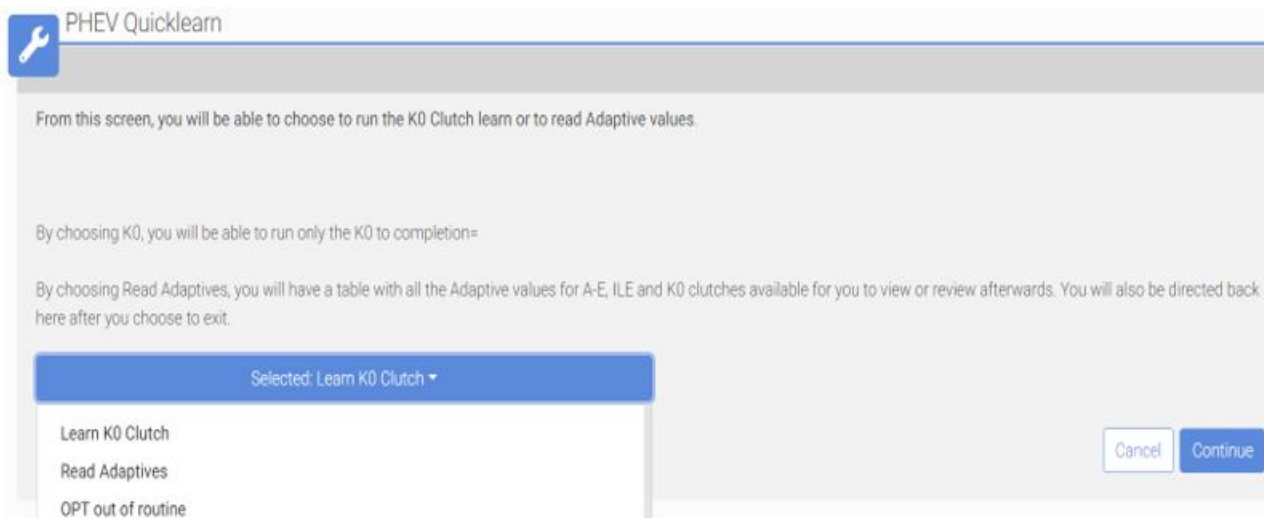 PHEV Quicklearn
From this screen, you will be able to choose to run the K0 Clutch learn or to read Adaptive values.
By choosing K0, you will be able to run only the K0 to completion=
By choosing Read Adaptives, you will have a table with all the Adaptive values for A-E, ILE and K0 clutches available for you to view or review afterwards. You will also be directed back
here after you choose to exit.
Selected: Learn K0 Clutch
Learn K0 Clutch
Read Adaptives
OPT out of routine
Cancel Continue